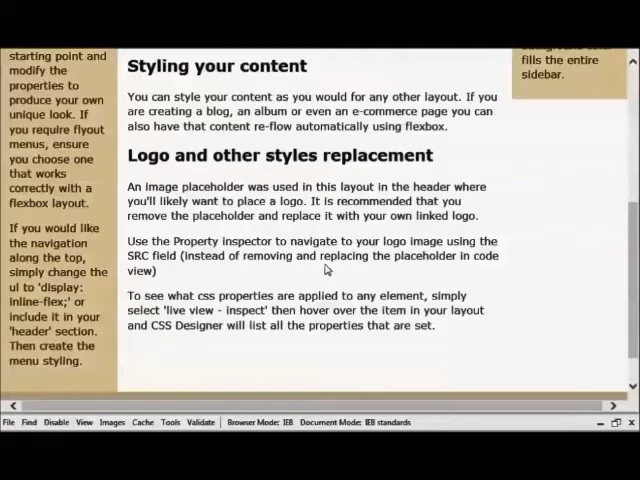 starting point and
modify the
properties to
produce your own
unique look. If
you require flyout
menus, ensure
you choose one
that works
correctly with a
flexbox layout.
If you would like
the navigation
along the top,
simply change the
ul to 'display:
inline-flex;' or
include it in your
'header' section.
Then create the
menu styling.
Styling your content
You can style your content as you would for any other layout. If you
are creating a blog, an album or even an e-commerce page you can
also have that content re-flow automatically using flexbox.
Logo and other styles replacement
An image placeholder was used in this layout in the header where
you'll likely want to place a logo. It is recommended that you
remove the placeholder and replace it with your own linked logo.
Use the Property inspector to navigate to your logo image using the
SRC field (instead of removing and replacing the placeholder in code
view)
To see what css properties are applied to any element, simply
select 'live view - inspect' then hover over the item in your layout
and CSS Designer will list all the properties that are set.
background color
fills the entire
sidebar.
File Find Disable View Images Cache Tools Validate Browser Mode: IE8 Document Mode: IE8 standards